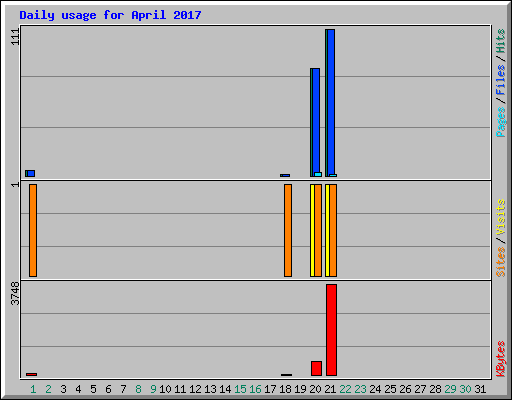 Daily usage for April 2017
111
1
3748
Pages/Files/Hits
Sites/Visits
KBytes
1 2 3 4 5 6 7 8 9 10 11 12 13 14 15 16 17 18 19 20 21 22 23 24 25 26 27 28 29 30 31